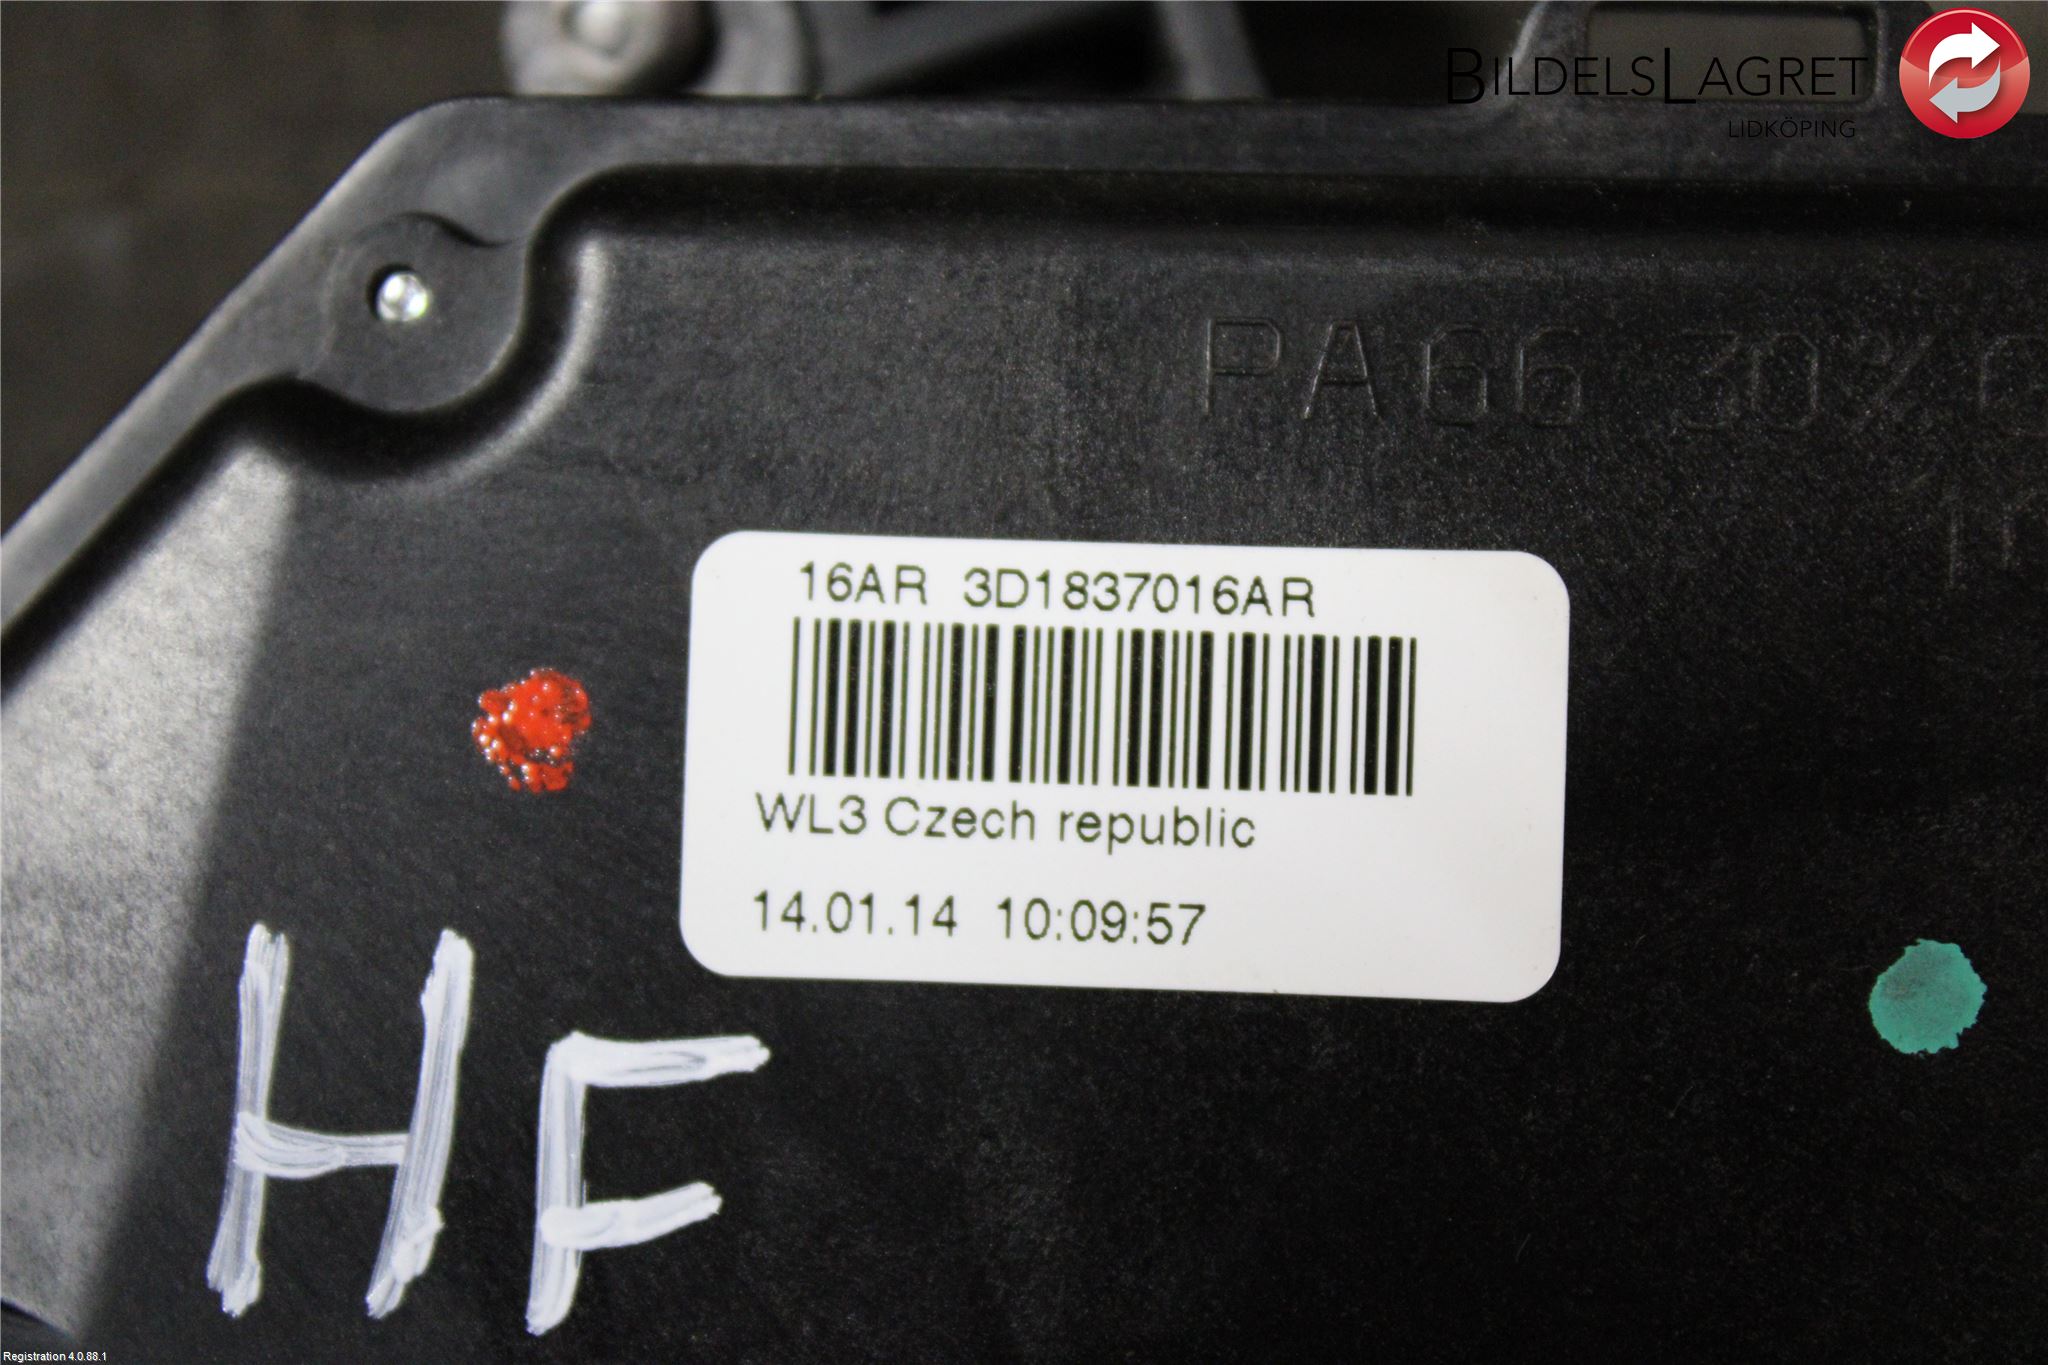 BILDELSLAGRET
LIDKÖPING
PA66 30%
16AR 3D1837016AR
WL3 Czech republic
14.01.14 10:09:57
HF
Registration 4.0.88.1